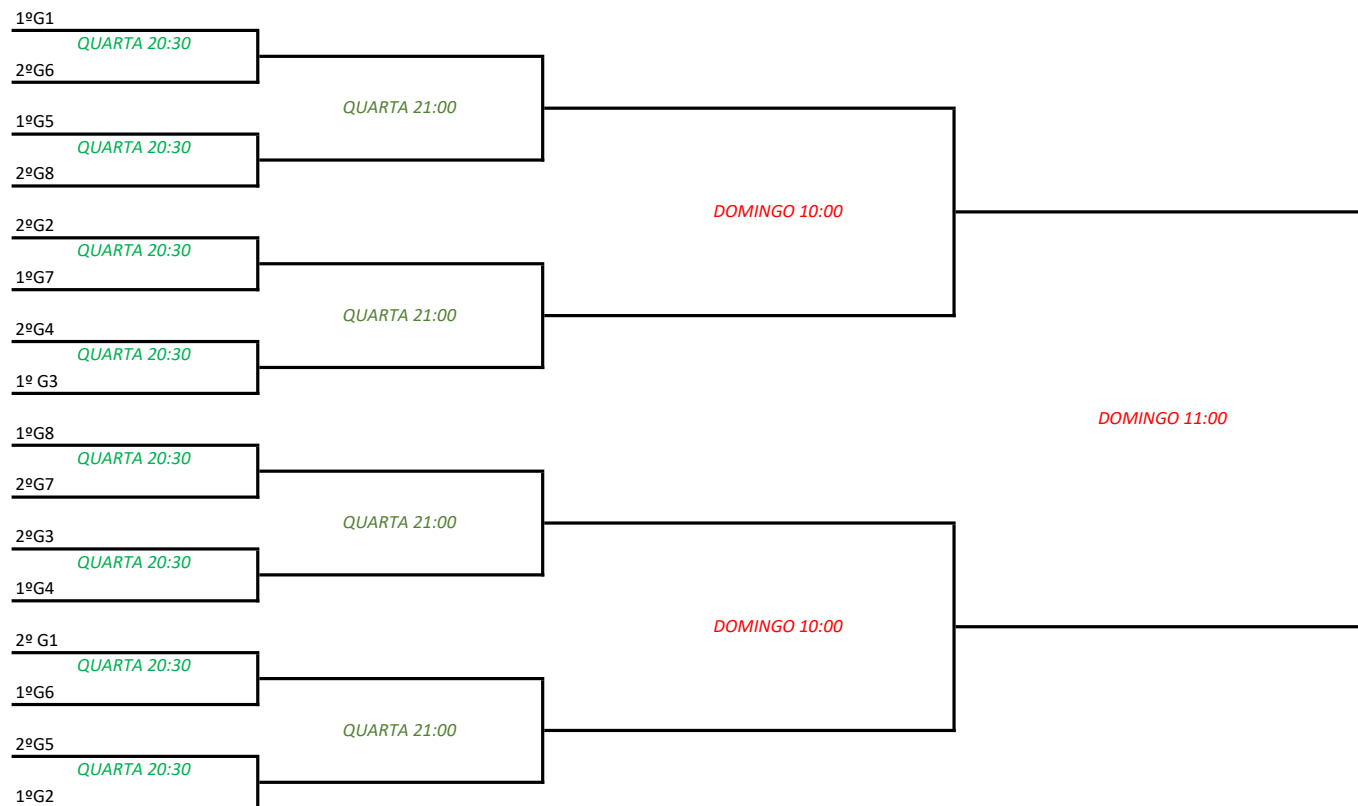 1ºG1
QUARTA 20:30
2ºG6
QUARTA 21:00
1ºG5
QUARTA 20:30
2ºG8
DOMINGO 10:00
2ºG2
QUARTA 20:30
1ºG7
QUARTA 21:00
2ºG4
QUARTA 20:30
1º G3
DOMINGO 11:00
1ºG8
QUARTA 20:30
2ºG7
QUARTA 21:00
2ºG3
QUARTA 20:30
1ºG4
DOMINGO 10:00
2º G1
QUARTA 20:30
1ºG6
QUARTA 21:00
2ºG5
QUARTA 20:30
1ºG2